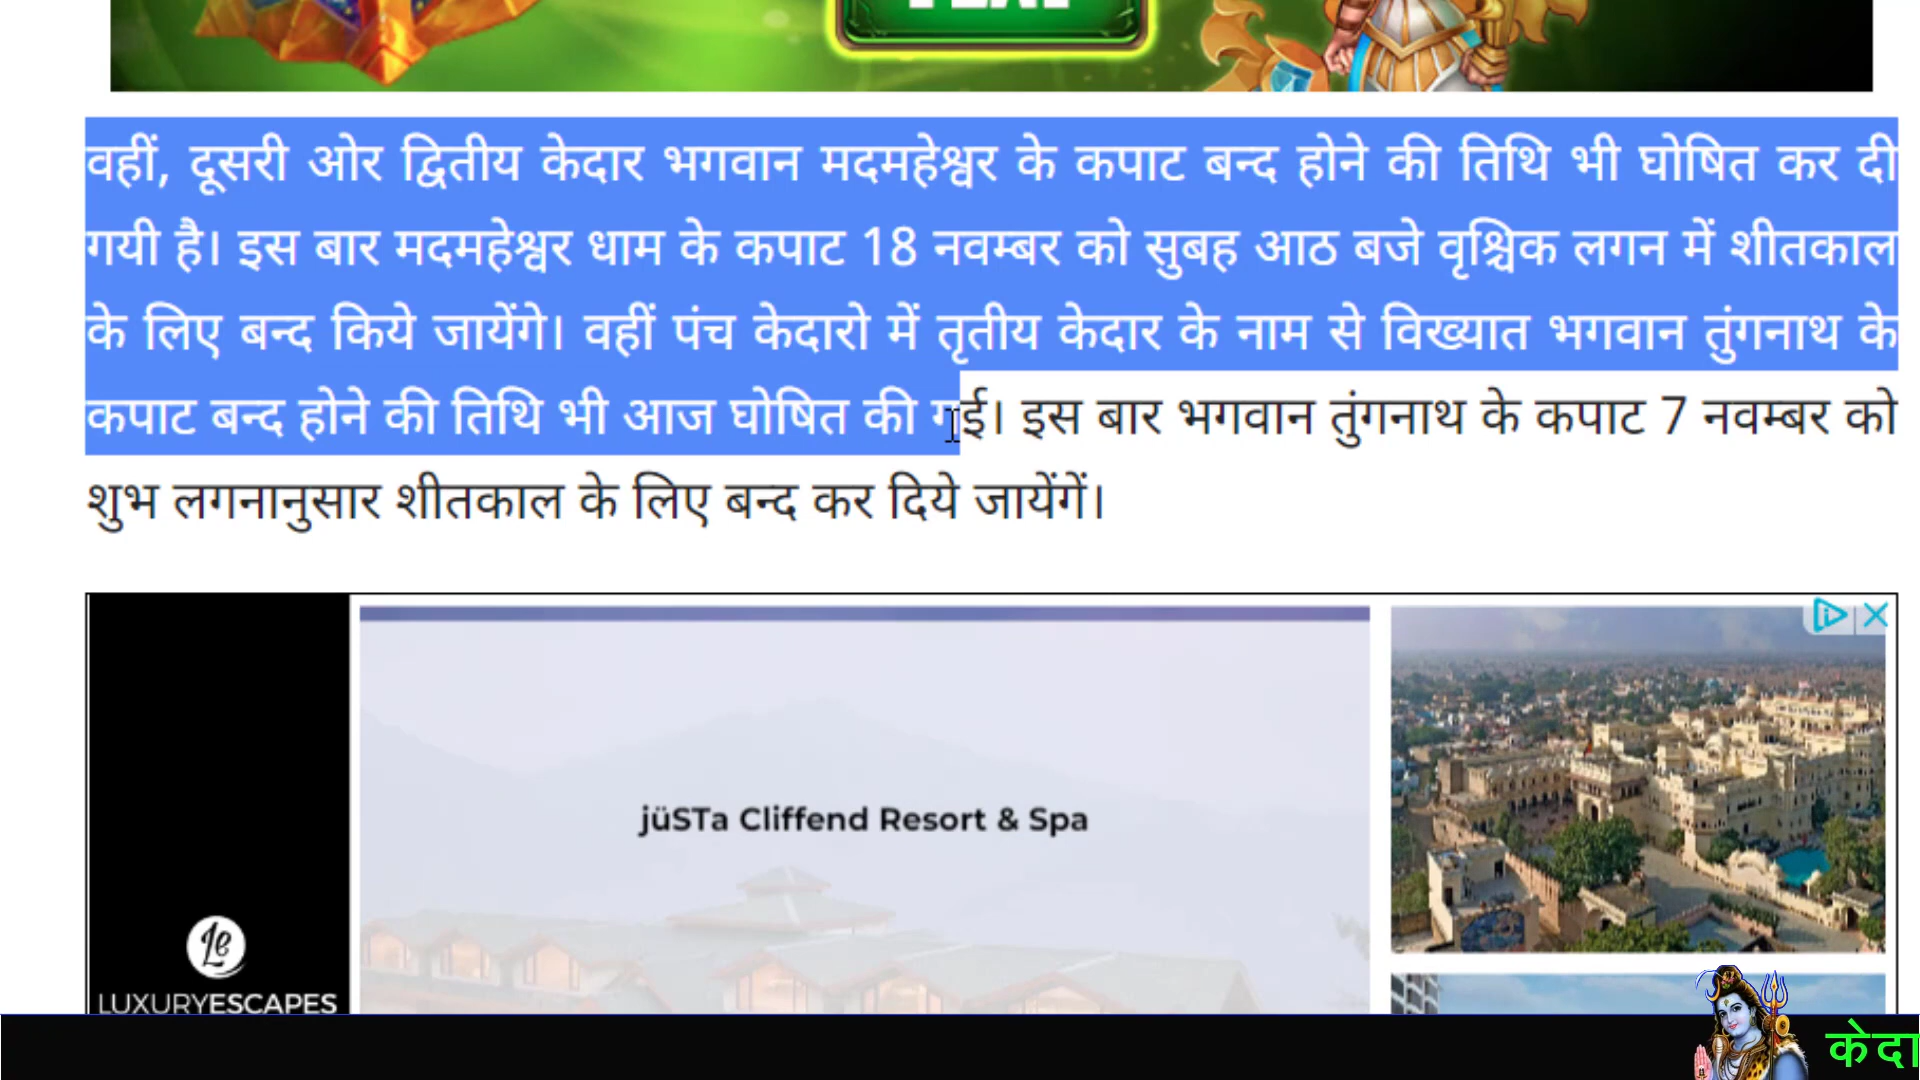 वहीं, दूसरी ओर द्वितीय केदार भगवान मदमहेश्वर के कपाट बन्द होने की तिथि भी घोषित कर दी
गयी है। इस बार मदमहेश्वर धाम के कपाट 18 नवम्बर को सुबह आठ बजे वृश्चिक लगन में शीतकाल
के लिए बन्द किये जायेंगे। वहीं पंच केदारो में तृतीय केदार के नाम से विख्यात भगवान तुंगनाथ के
कपाट बन्द होने की तिथि भी आज घोषित की गई। इस बार भगवान तुंगनाथ के कपाट 7 नवम्बर को
शुभ लगनानुसार शीतकाल के लिए बन्द कर दिये जायेंगें।
jüSTa Cliffend Resort & Spa
Le
LUXURYESCAPES